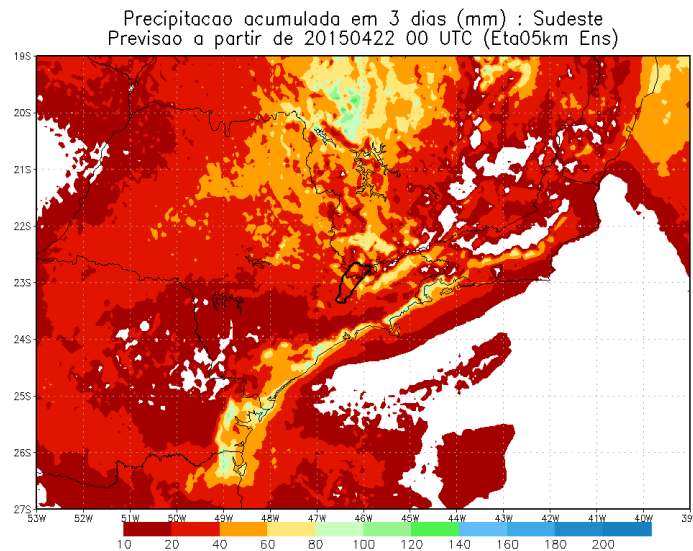 Precipitacao acumulada em 3 dias (mm) : Sudeste
Previsao a partir de 20150422 00 UTC (Eta05km Ens)
19S
20S
21S
22S
23S
24S
25S
26S
27S
53W 52W 51W 50W 49W 48W 47W 46W 45W 44W 43W 42W 41W 40W 39W
10 20 40 60 80 100 120 140 160 180 200